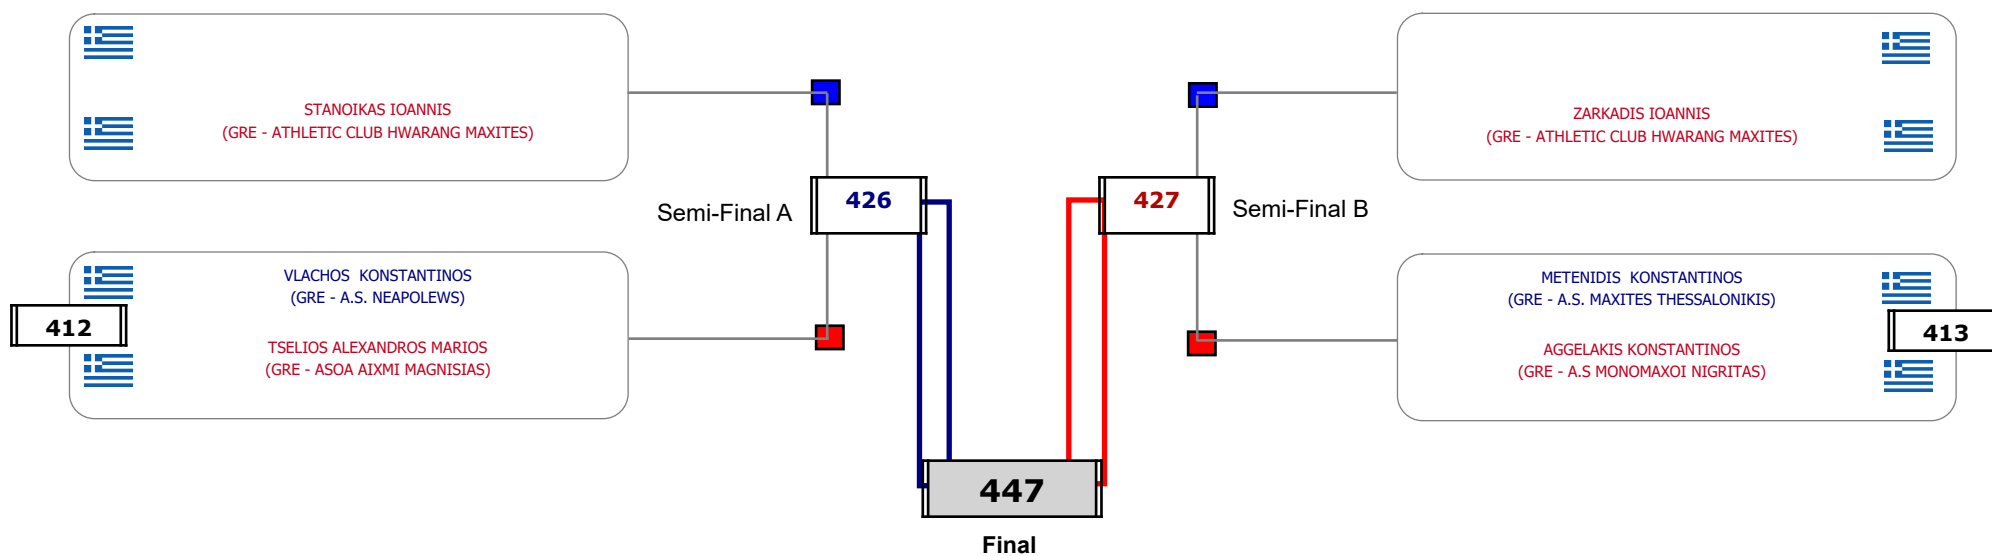 STANOIKAS IOANNIS
(GRE - ATHLETIC CLUB HWARANG MAXITES)
ZARKADIS IOANNIS
(GRE - ATHLETIC CLUB HWARANG MAXITES)
Semi-Final A
426
427
Semi-Final B
412
VLACHOS  KONSTANTINOS
(GRE - A.S. NEAPOLEWS)
TSELIOS ALEXANDROS MARIOS
(GRE - ASOA AIXMI MAGNISIAS)
METENIDIS  KONSTANTINOS
(GRE - A.S. MAXITES THESSALONIKIS)
413
AGGELAKIS KONSTANTINOS
(GRE - A.S MONOMAXOI NIGRITAS)
447
Final